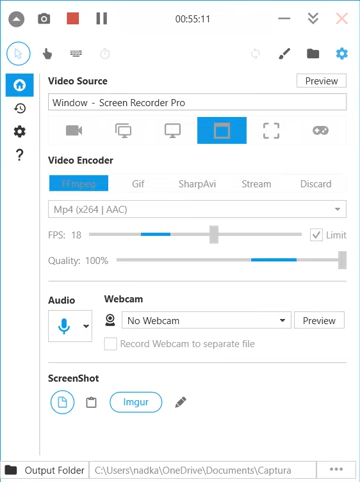 00:55:11
Video Source Preview
Window - Screen Recorder Pro
Video Encoder
FFmpeg Gif SharpAvi Stream Discard
Mp4 (x264 | AAC)
FPS: 18 Limit
Quality: 100%
Audio Webcam
No Webcam Preview
Record Webcam to separate file
ScreenShot
Imgur
Output Folder C:\Users\nadka\OneDrive\Documents\Captura ...